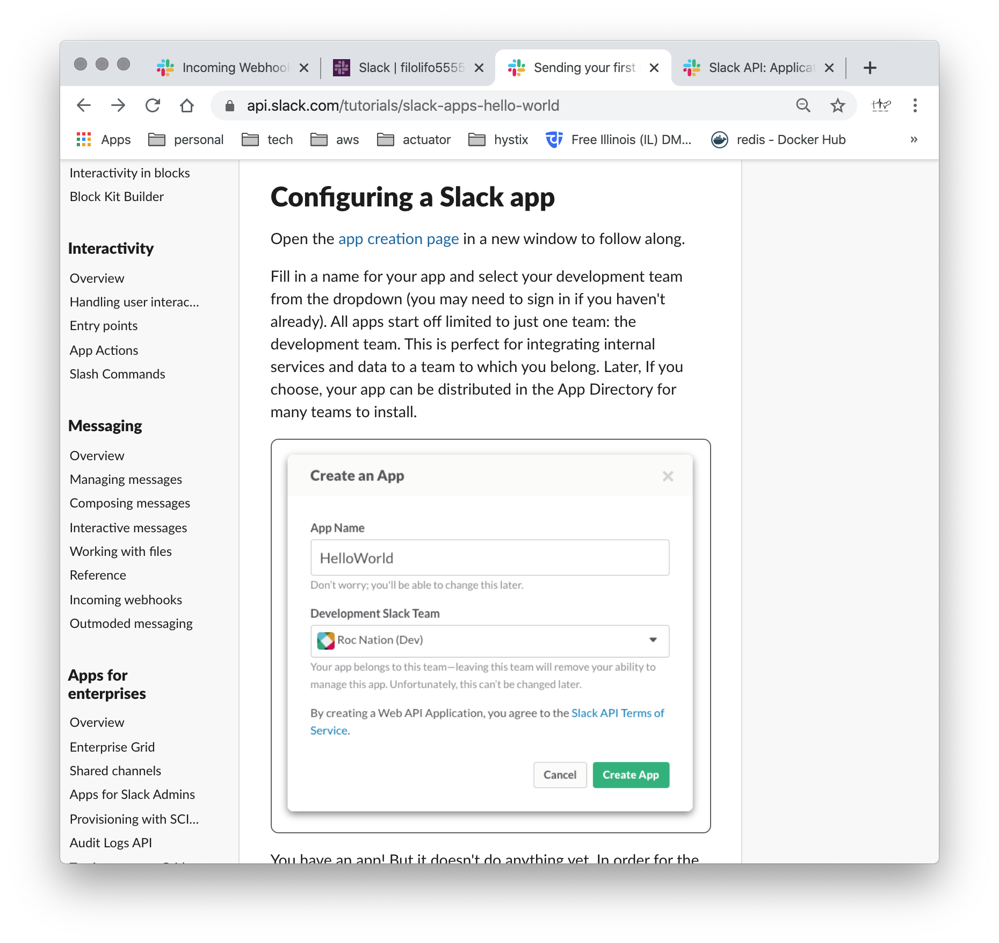 Incoming Webhook
Slack | filolifo5555
Sending your first
Slack API: Applicat
api.slack.com/tutorials/slack-apps-hello-world
Apps
personal
tech
aws
actuator
hystix
Free Illinois (IL) DM...
redis - Docker Hub
»
Interactivity in blocks
Block Kit Builder
Interactivity
Overview
Handling user interac...
Entry points
App Actions
Slash Commands
Messaging
Overview
Managing messages
Composing messages
Interactive messages
Working with files
Reference
Incoming webhooks
Outmoded messaging
Apps for
enterprises
Overview
Enterprise Grid
Shared channels
Apps for Slack Admins
Provisioning with SCI...
Audit Logs API
Configuring a Slack app
Open the app creation page in a new window to follow along.
Fill in a name for your app and select your development team
from the dropdown (you may need to sign in if you haven't
already). All apps start off limited to just one team: the
development team. This is perfect for integrating internal
services and data to a team to which you belong. Later, If you
choose, your app can be distributed in the App Directory for
many teams to install.
Create an App
App Name
HelloWorld
Don't worry; you'll be able to change this later.
Development Slack Team
Roc Nation (Dev)
Your app belongs to this team—leaving this team will remove your ability to
manage this app. Unfortunately, this can't be changed later.
By creating a Web API Application, you agree to the Slack API Terms of
Service.
Cancel
Create App
You have an app! But it doesn't do anything yet. In order for the